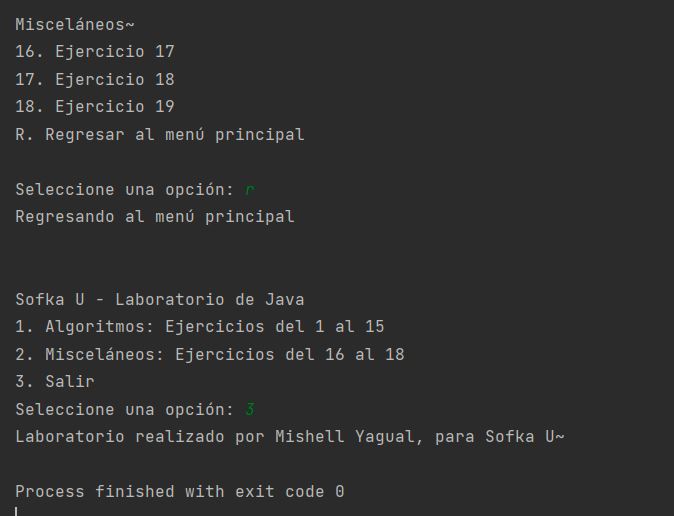 Misceláneos~
16. Ejercicio 17
17. Ejercicio 18
18. Ejercicio 19
R. Regresar al menú principal
Seleccione una opción: r
Regresando al menú principal
Sofka U - Laboratorio de Java
1. Algoritmos: Ejercicios del 1 al 15
2. Misceláneos: Ejercicios del 16 al 18
3. Salir
Seleccione una opción: 3
Laboratorio realizado por Mishell Yagual, para Sofka U~
Process finished with exit code 0